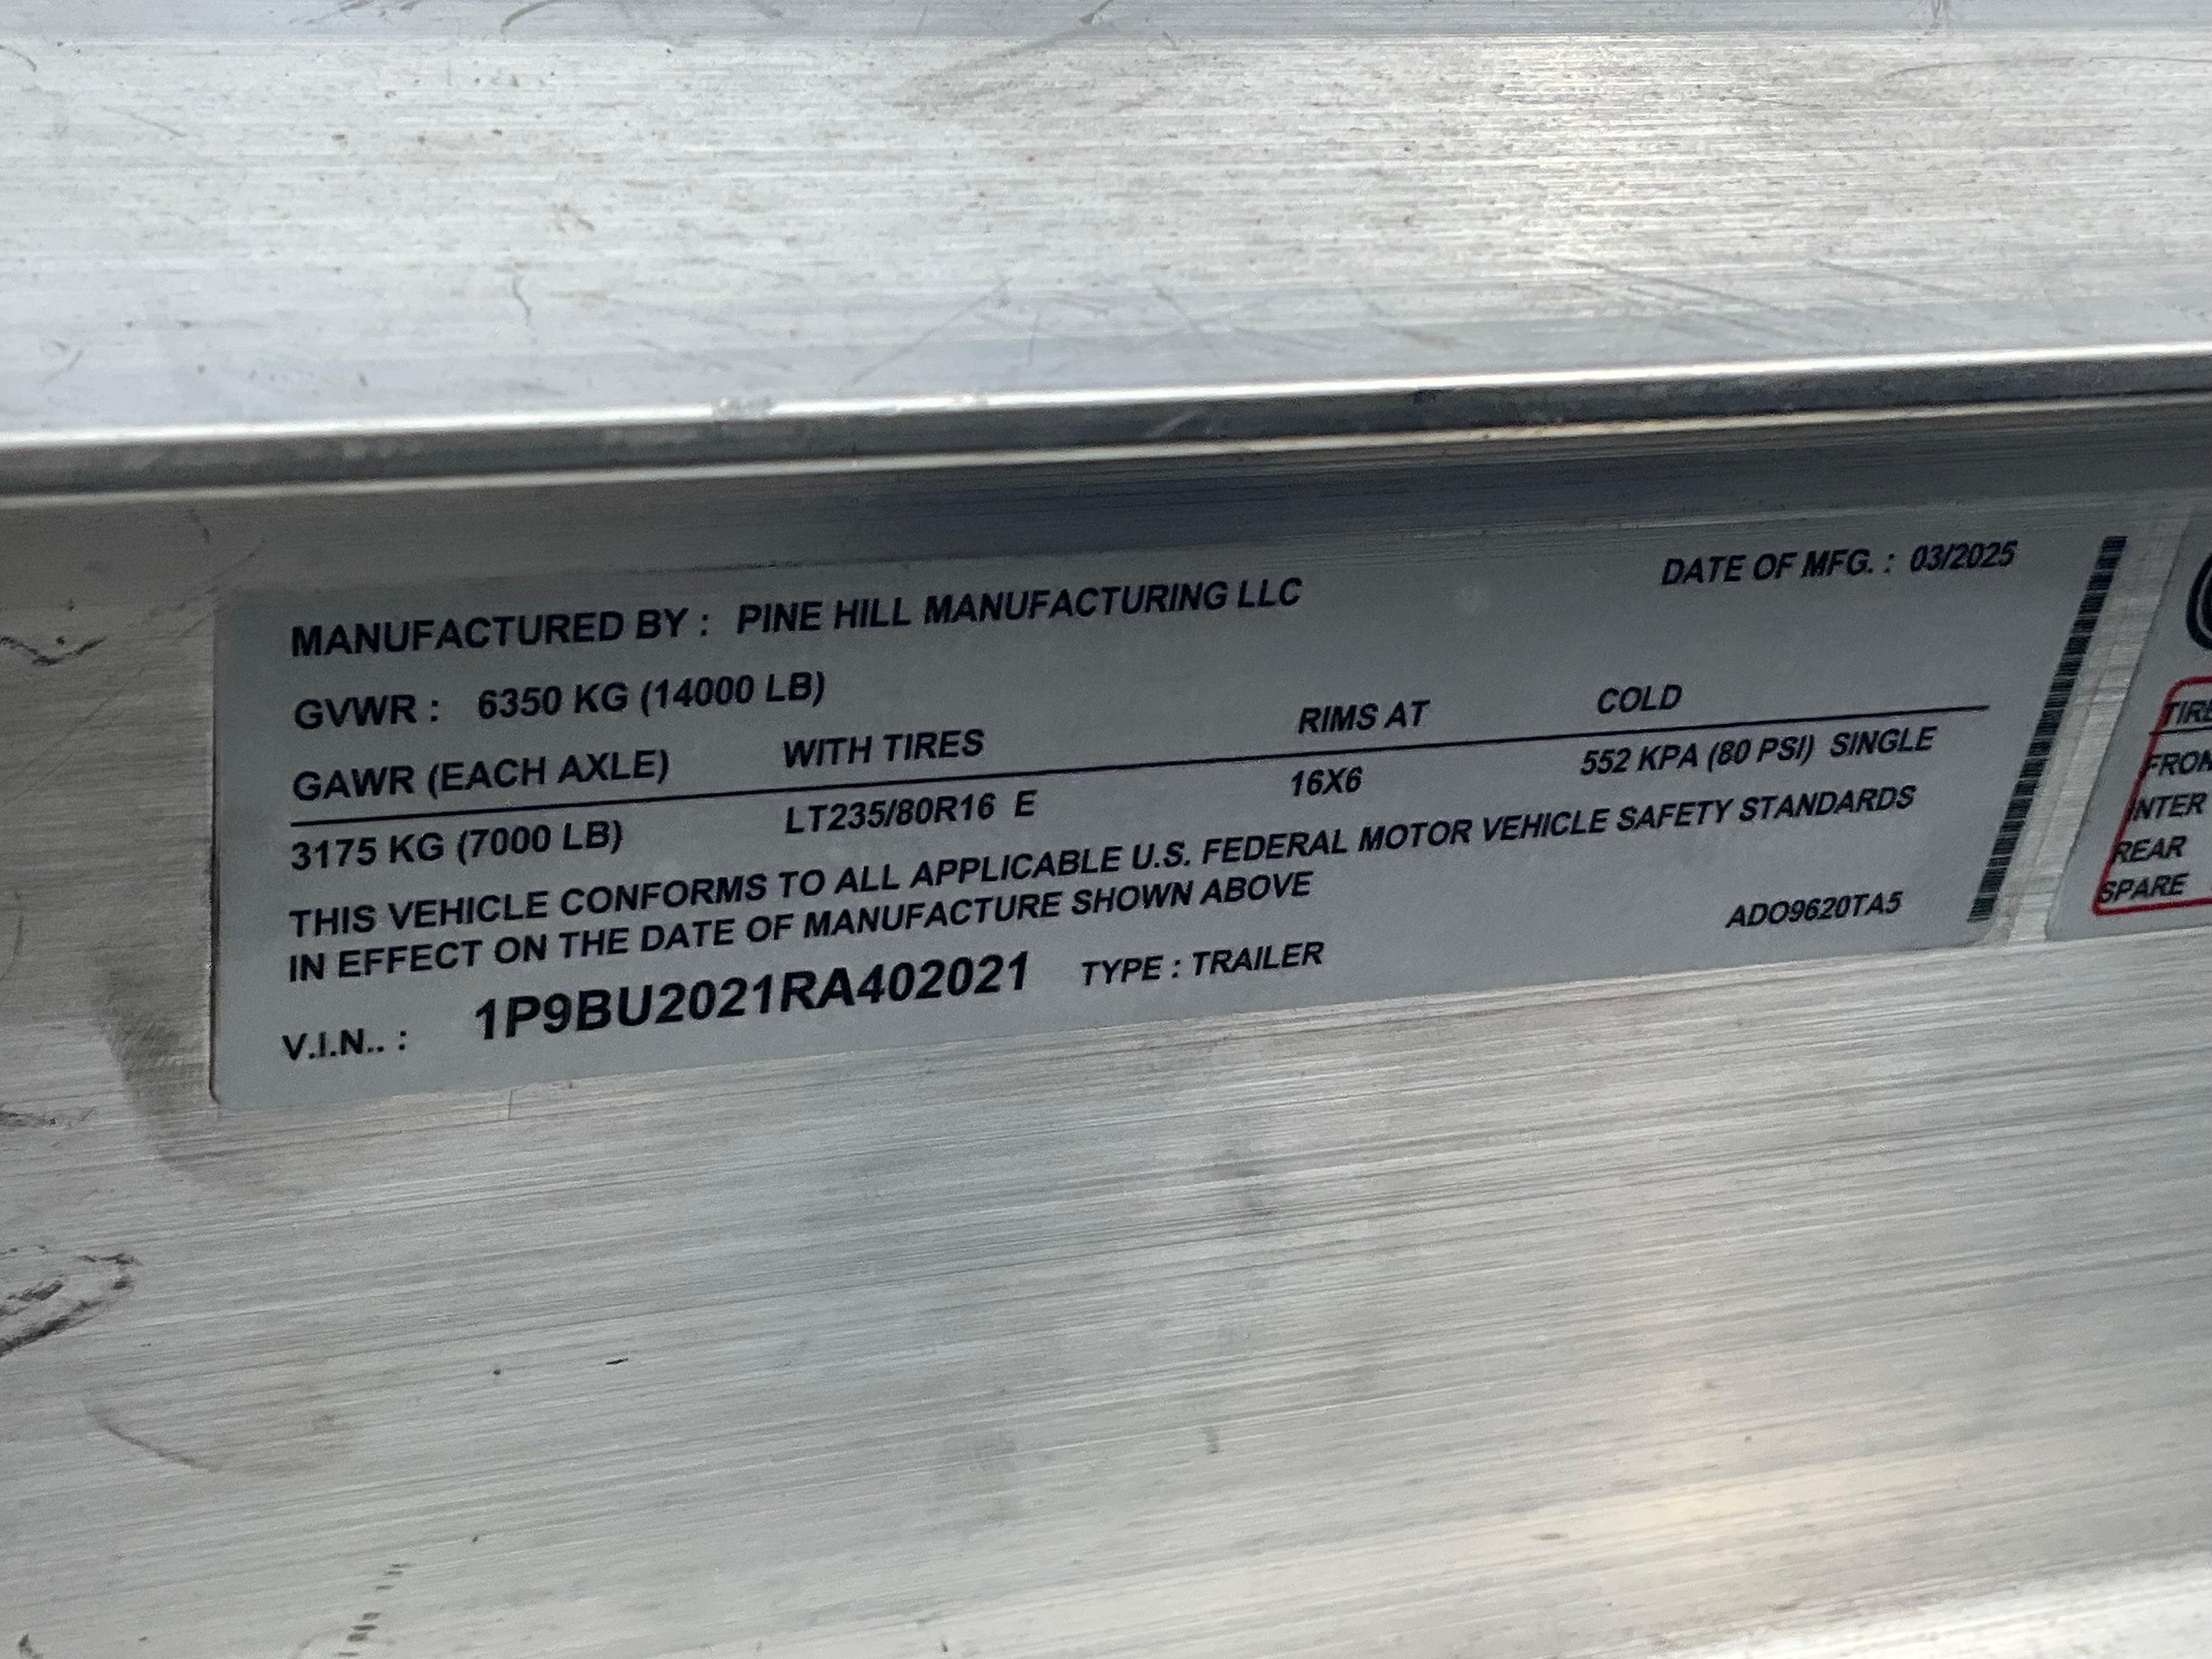 MANUFACTURED BY : PINE HILL MANUFACTURING LLC DATE OF MFG. : 03/2025
GVWR : 6350 KG (14000 LB)
GAWR (EACH AXLE) WITH TIRES RIMS AT COLD
3175 KG (7000 LB) LT235/80R16 E 16X6 552 KPA (80 PSI) SINGLE
THIS VEHICLE CONFORMS TO ALL APPLICABLE U.S. FEDERAL MOTOR VEHICLE SAFETY STANDARDS
IN EFFECT ON THE DATE OF MANUFACTURE SHOWN ABOVE
V.I.N.. : 1P9BU2021RA402021 TYPE : TRAILER ADO9620TA5
REAR
SPARE